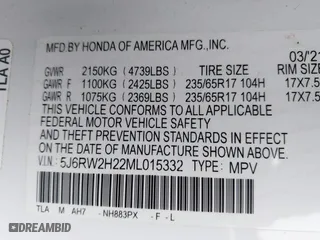 TLA A0
MFD BY HONDA OF AMERICA MFG., INC. 03/21
GVWR 2150KG (4739LBS) TIRE SIZE RIM SIZE
GAWR F 1100KG (2425LBS) 235/65R17 104H 17X7.5
GAWR R 1075KG (2369LBS) 235/65R17 104H 17X7.5
THIS VEHICLE CONFORMS TO ALL APPLICABLE
FEDERAL MOTOR VEHICLE SAFETY, BUMPER
AND THEFT PREVENTION STANDARDS IN EFFECT
ON THE DATE OF MANUFACTURE SHOWN ABOVE.
V.I.N.: 5J6RW2H22ML015332 TYPE: MPV
TLA M AH7 -NH883PX -F -L
© DREAMBID
DREAMBID.COM